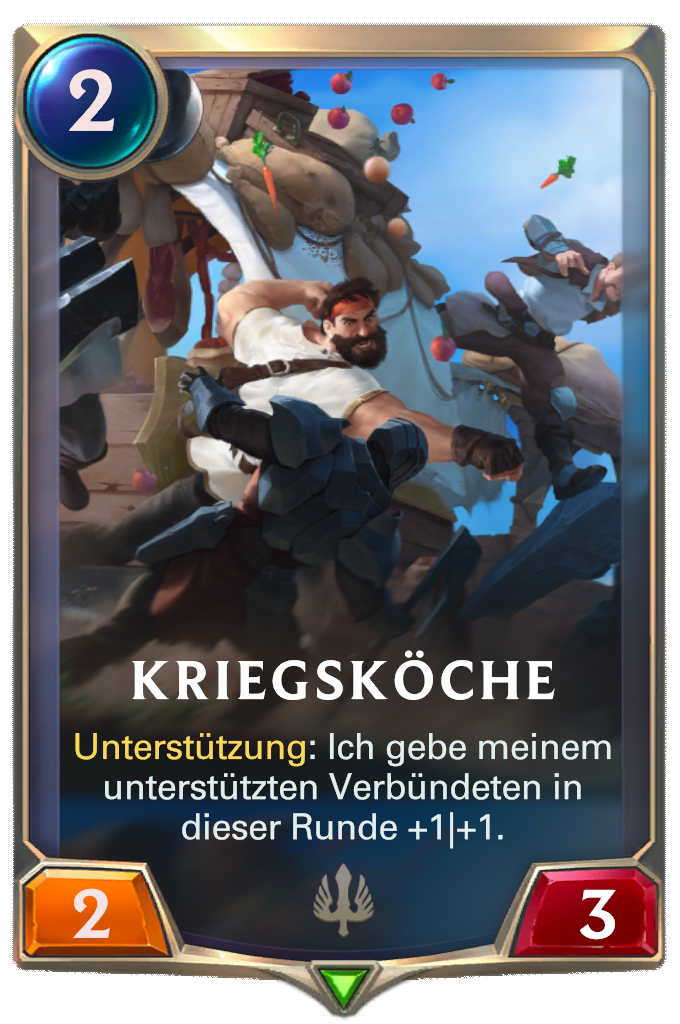 2
KRIEGSKÖCHE
Unterstützung: Ich gebe meinem
unterstützten Verbündeten in
dieser Runde +1|+1.
2
3